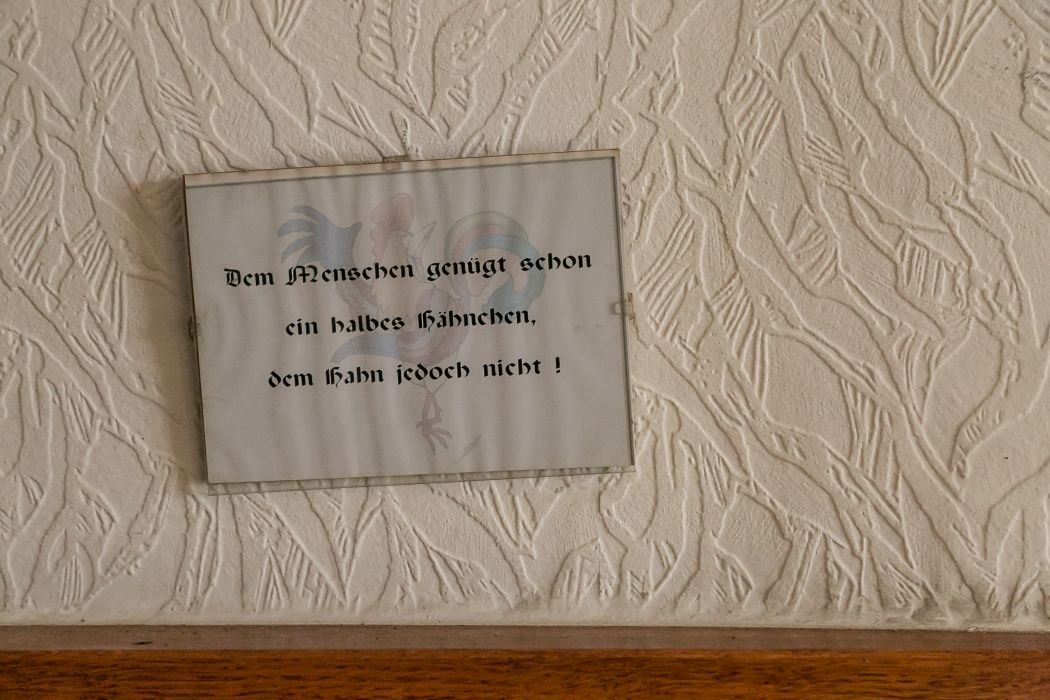 Dem Menschen genügt schon
ein halbes Hähnchen,
dem Hahn jedoch nicht !